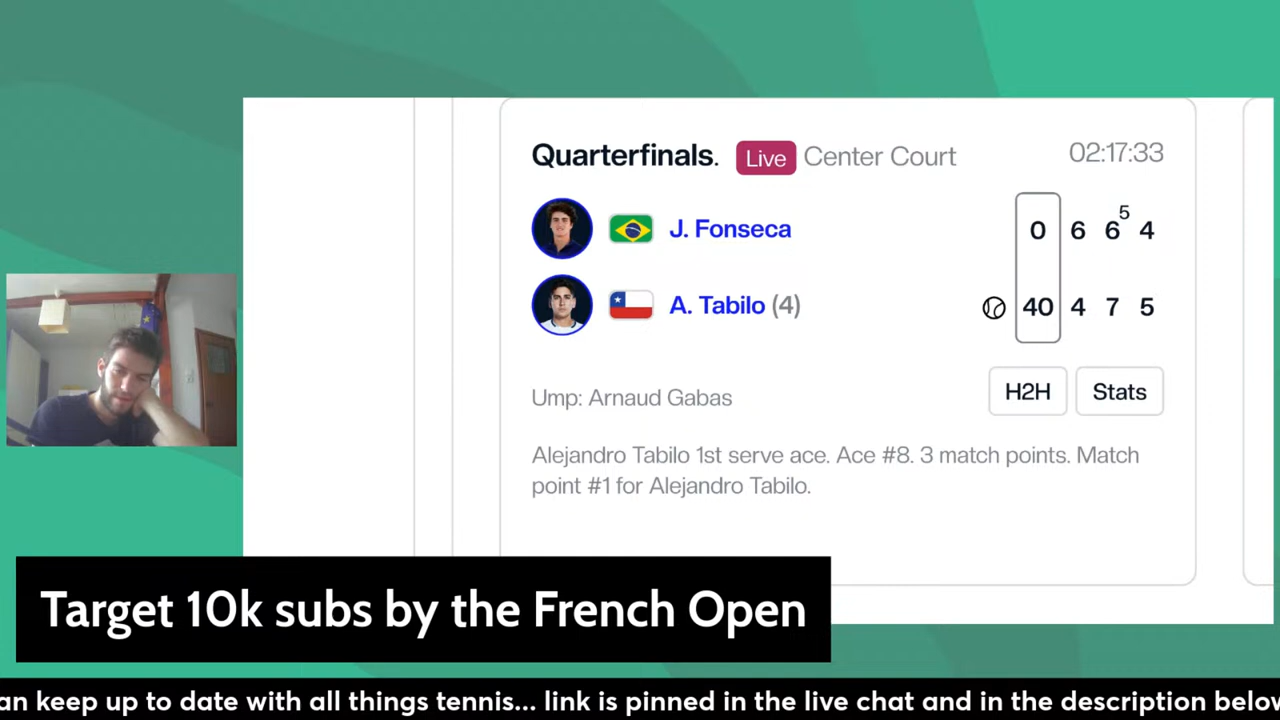 Quarterfinals. Live Center Court 02:17:33
J. Fonseca 0 6 6 5 4
A. Tabilo (4) 40 4 7 5
Ump: Arnaud Gabas H2H Stats
Alejandro Tabilo 1st serve ace. Ace #8. 3 match points. Match
point #1 for Alejandro Tabilo.
Target 10k subs by the French Open
an keep up to date with all things tennis... link is pinned in the live chat and in the description below